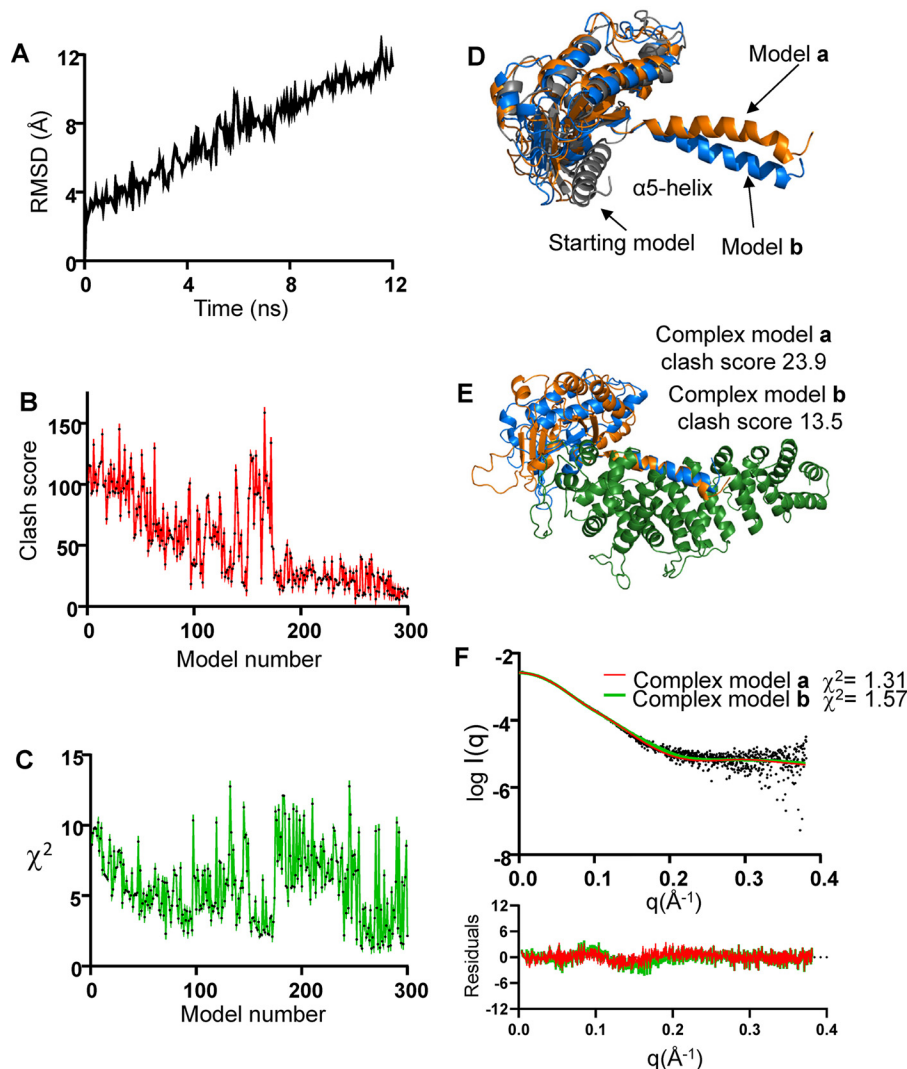 A
RMSD (Å)
12
8
4
0
0
4
8
12
Time (ns)
B
Clash score
150
100
50
0
0
100
200
300
Model number
C
χ2
15
10
5
0
0
100
200
300
Model number
D
Model a
α5-helix
Starting model
Model b
E
Complex model a
clash score 23.9
Complex model b
clash score 13.5
F
log I(q)
-2
-4
-6
-8
Complex model a χ2= 1.31
Complex model b χ2= 1.57
0.0 0.1 0.2 0.3 0.4
q(Å-1)
Residuals
12
6
0
-6
-12
0.0 0.1 0.2 0.3 0.4
q(Å-1)